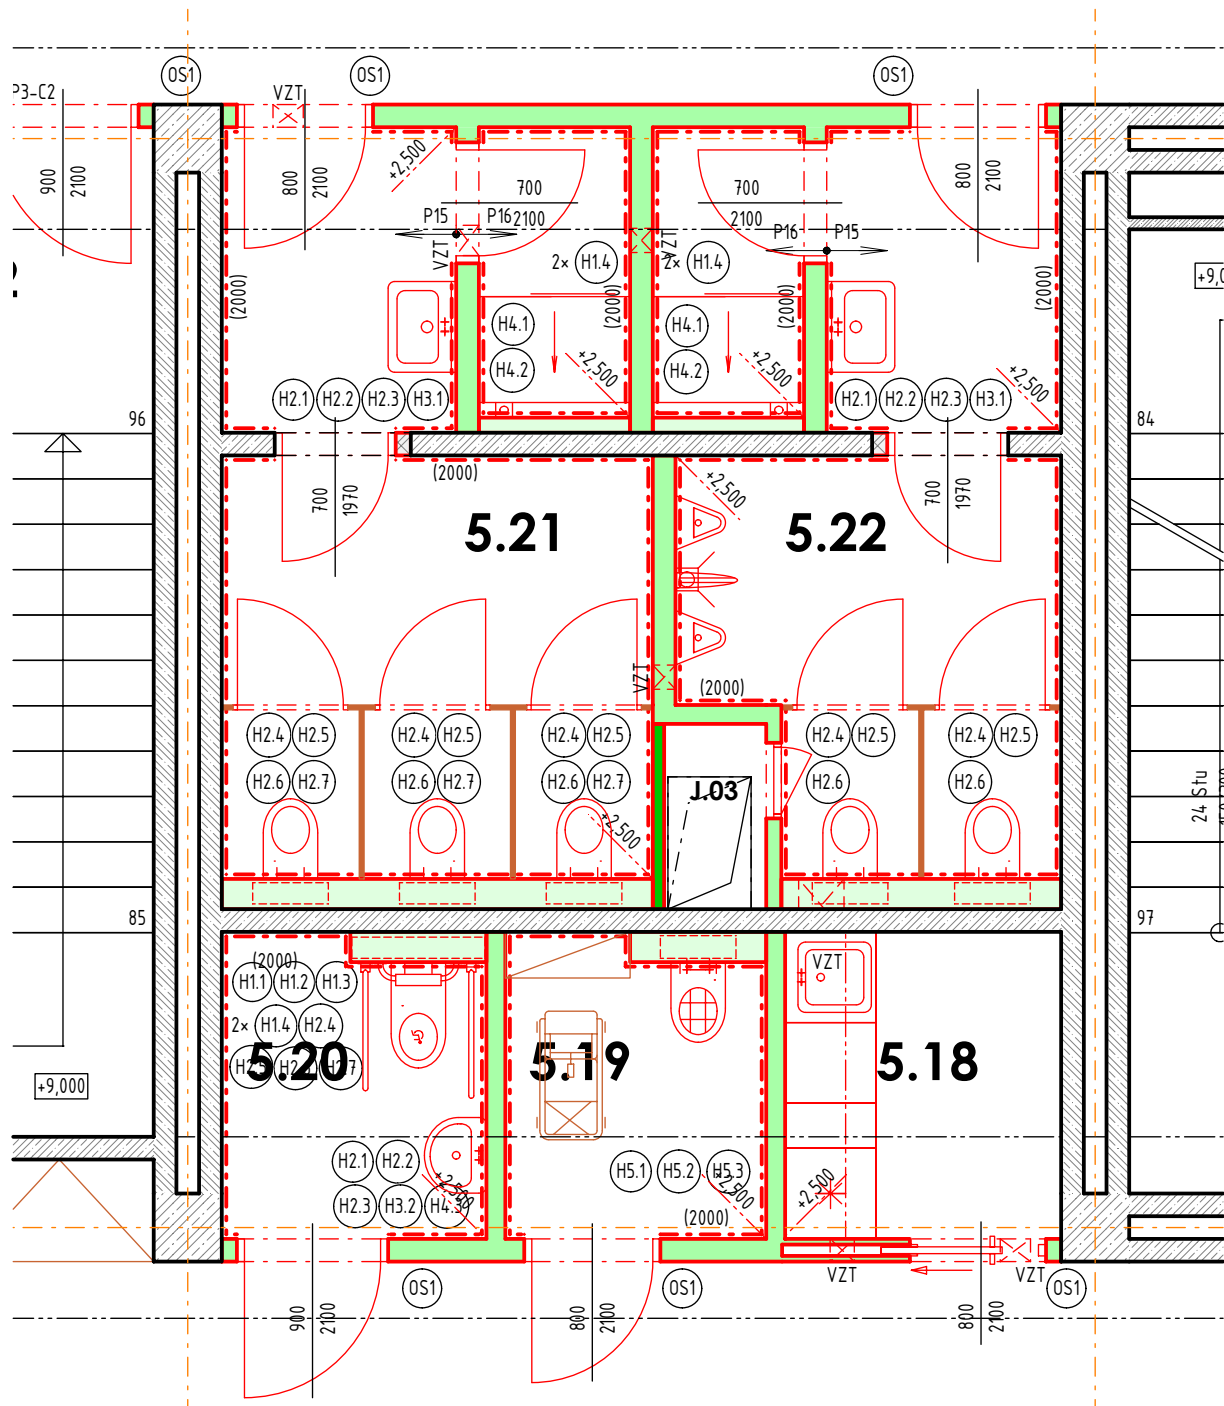 OS1
OS1
OS1
P3-C2
VZT
900
2100
800
2100
+2,500
700
2100
700
2100
800
2100
P15
P16
P16
P15
VZT
VZT
2× H1.4
2× H1.4
+9,0
(2000)
(2000)
(2000)
(2000)
H4.1
H4.2
+2,500
H4.1
H4.2
+2,500
H2.1 H2.2 H2.3 H3.1
H2.1 H2.2 H2.3 H3.1
+2,500
96
84
(2000)
+2,500
700
1970
700
1970
5.21
5.22
VZT
(2000)
H2.4 H2.5
H2.4 H2.5
H2.4 H2.5
H2.4 H2.5
H2.4 H2.5
H2.6 H2.7
H2.6 H2.7
H2.6 H2.7
H2.6
H2.6
J.03
+2,500
24 Stu
85
97
(2000)
VZT
H1.1 H1.2 H1.3
2× H1.4 H2.4
5.20
5.19
5.18
+9,000
H2.1 H2.2
H2.3 H3.2
+2,500
H5.1 H5.2 H5.3
+2,500
(2000)
+2,500
OS1
OS1
VZT
VZT
OS1
900
2100
800
2100
800
2100